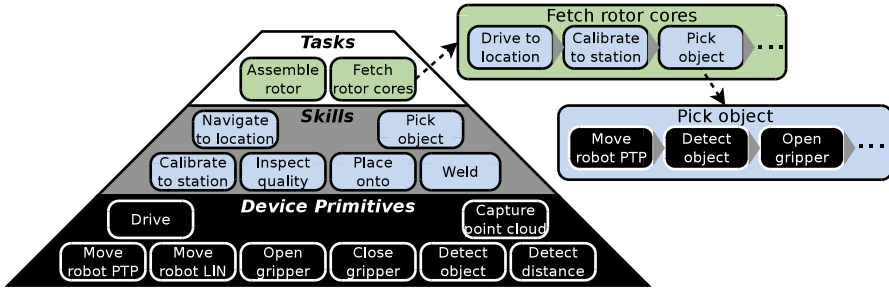 Tasks
Assemble
rotor
Fetch
rotor cores
Skills
Navigate
to location
Pick
object
Calibrate
to station
Inspect
quality
Place
onto
Weld
Device Primitives
Drive
Capture
point cloud
Move
robot PTP
Move
robot LIN
Open
gripper
Close
gripper
Detect
object
Detect
distance
Fetch rotor cores
Drive to
location
Calibrate
to station
Pick
object
...
Pick object
Move
robot PTP
Detect
object
Open
gripper
...